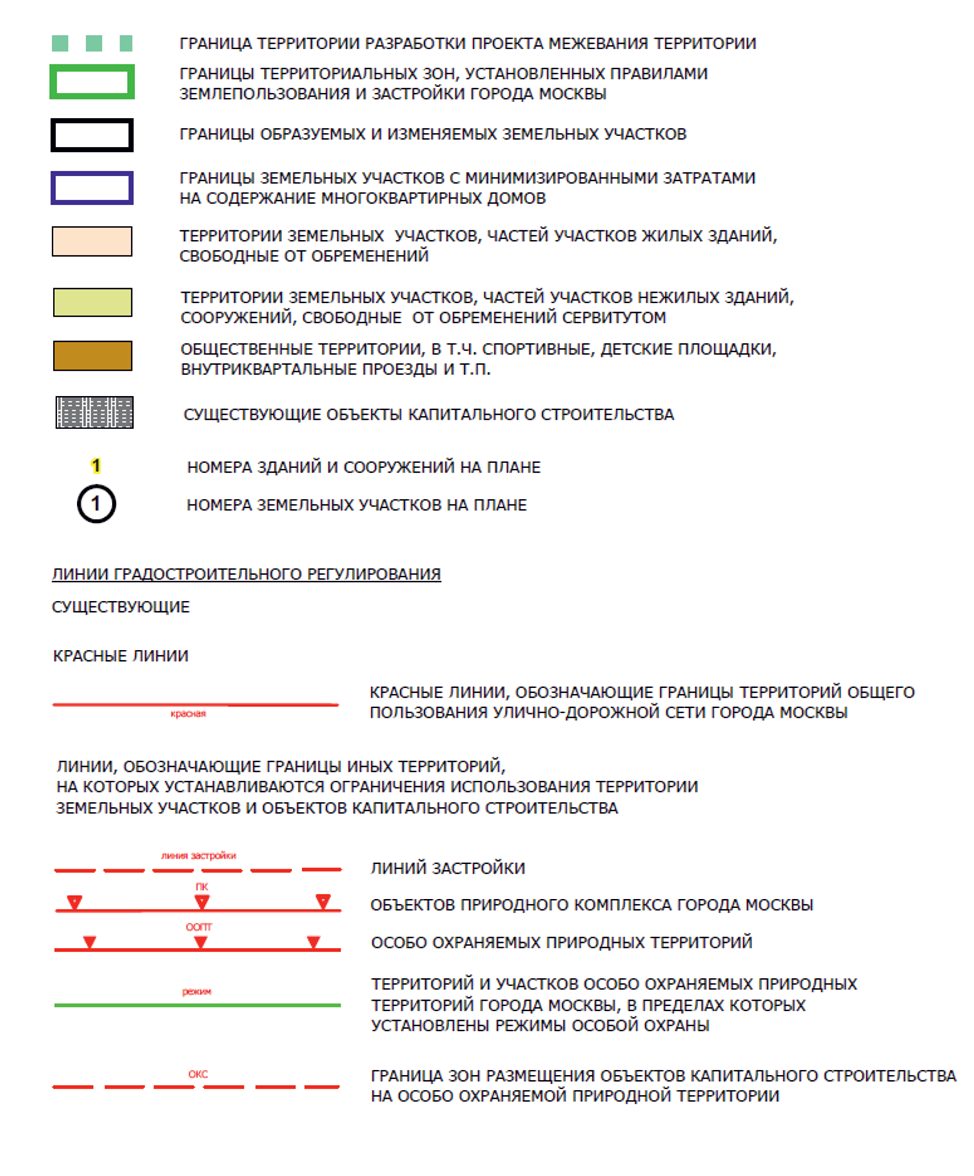 ГРАНИЦА ТЕРРИТОРИИ РАЗРАБОТКИ ПРОЕКТА МЕЖЕВАНИЯ ТЕРРИТОРИИ
ГРАНИЦЫ ТЕРРИТОРИАЛЬНЫХ ЗОН, УСТАНОВЛЕННЫХ ПРАВИЛАМИ
ЗЕМЛЕПОЛЬЗОВАНИЯ И ЗАСТРОЙКИ ГОРОДА МОСКВЫ
ГРАНИЦЫ ОБРАЗУЕМЫХ И ИЗМЕНЯЕМЫХ ЗЕМЕЛЬНЫХ УЧАСТКОВ
ГРАНИЦЫ ЗЕМЕЛЬНЫХ УЧАСТКОВ С МИНИМИЗИРОВАННЫМИ ЗАТРАТАМИ
НА СОДЕРЖАНИЕ МНОГОКВАРТИРНЫХ ДОМОВ
ТЕРРИТОРИИ ЗЕМЕЛЬНЫХ УЧАСТКОВ, ЧАСТЕЙ УЧАСТКОВ ЖИЛЫХ ЗДАНИЙ,
СВОБОДНЫЕ ОТ ОБРЕМЕНЕНИЙ
ТЕРРИТОРИИ ЗЕМЕЛЬНЫХ УЧАСТКОВ, ЧАСТЕЙ УЧАСТКОВ НЕЖИЛЫХ ЗДАНИЙ,
СООРУЖЕНИЙ, СВОБОДНЫЕ ОТ ОБРЕМЕНЕНИЙ СЕРВИТУТОМ
ОБЩЕСТВЕННЫЕ ТЕРРИТОРИИ, В Т.Ч. СПОРТИВНЫЕ, ДЕТСКИЕ ПЛОЩАДКИ,
ВНУТРИКВАРТАЛЬНЫЕ ПРОЕЗДЫ И Т.П.
СУЩЕСТВУЮЩИЕ ОБЪЕКТЫ КАПИТАЛЬНОГО СТРОИТЕЛЬСТВА
1 НОМЕРА ЗДАНИЙ И СООРУЖЕНИЙ НА ПЛАНЕ
1 НОМЕРА ЗЕМЕЛЬНЫХ УЧАСТКОВ НА ПЛАНЕ
ЛИНИИ ГРАДОСТРОИТЕЛЬНОГО РЕГУЛИРОВАНИЯ
СУЩЕСТВУЮЩИЕ
КРАСНЫЕ ЛИНИИ
КРАСНЫЕ ЛИНИИ, ОБОЗНАЧАЮЩИЕ ГРАНИЦЫ ТЕРРИТОРИЙ ОБЩЕГО
ПОЛЬЗОВАНИЯ УЛИЧНО-ДОРОЖНОЙ СЕТИ ГОРОДА МОСКВЫ
красная
ЛИНИИ, ОБОЗНАЧАЮЩИЕ ГРАНИЦЫ ИНЫХ ТЕРРИТОРИЙ,
НА КОТОРЫХ УСТАНАВЛИВАЮТСЯ ОГРАНИЧЕНИЯ ИСПОЛЬЗОВАНИЯ ТЕРРИТОРИИ
ЗЕМЕЛЬНЫХ УЧАСТКОВ И ОБЪЕКТОВ КАПИТАЛЬНОГО СТРОИТЕЛЬСТВА
линия застройки
ЛИНИЙ ЗАСТРОЙКИ
ПК
ОБЪЕКТОВ ПРИРОДНОГО КОМПЛЕКСА ГОРОДА МОСКВЫ
ООПТ
ОСОБО ОХРАНЯЕМЫХ ПРИРОДНЫХ ТЕРРИТОРИЙ
режим
ТЕРРИТОРИЙ И УЧАСТКОВ ОСОБО ОХРАНЯЕМЫХ ПРИРОДНЫХ
ТЕРРИТОРИЙ ГОРОДА МОСКВЫ, В ПРЕДЕЛАХ КОТОРЫХ
УСТАНОВЛЕНЫ РЕЖИМЫ ОСОБОЙ ОХРАНЫ
ОКС
ГРАНИЦА ЗОН РАЗМЕЩЕНИЯ ОБЪЕКТОВ КАПИТАЛЬНОГО СТРОИТЕЛЬСТВА
НА ОСОБО ОХРАНЯЕМОЙ ПРИРОДНОЙ ТЕРРИТОРИИ